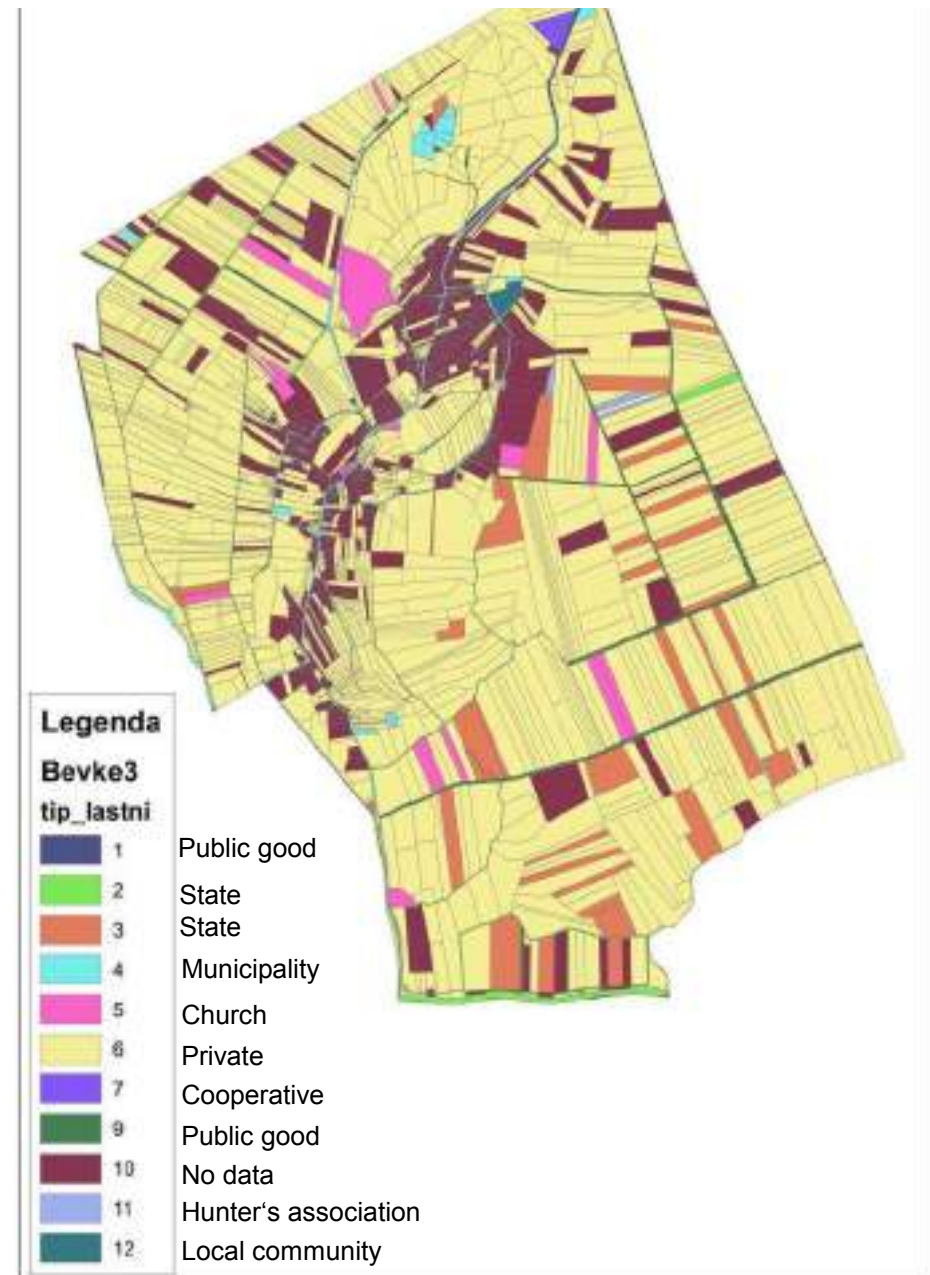 Legenda
Bevke3
tip_lastni
1 Public good
2 State
3 State
4 Municipality
5 Church
6 Private
7 Cooperative
9 Public good
10 No data
11 Hunter‘s association
12 Local community